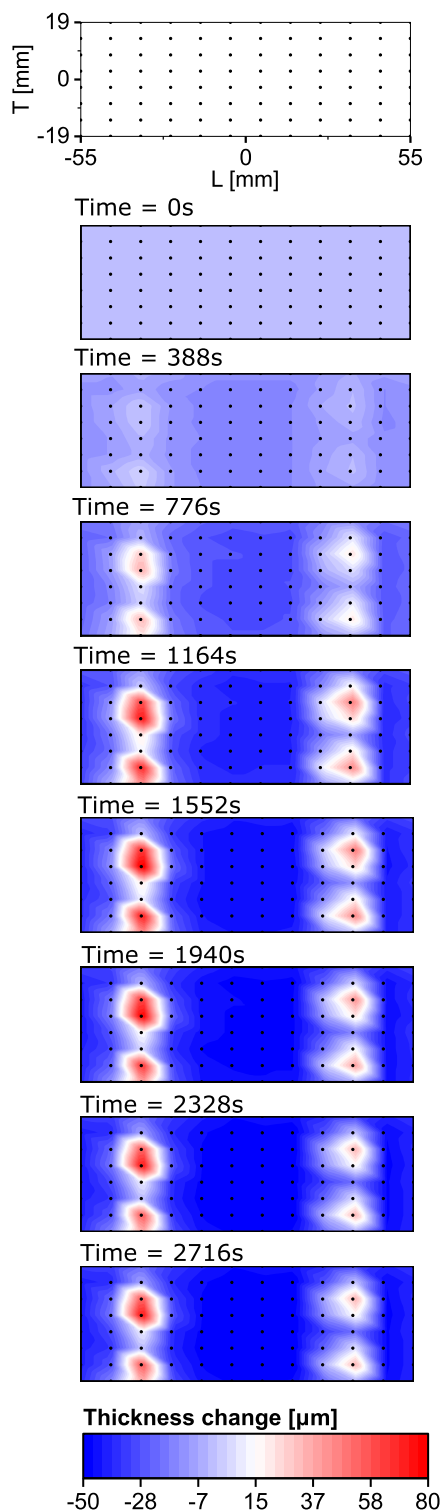 19
T [mm]
0
-19
-55 0 55
L [mm]
Time = 0s
Time = 388s
Time = 776s
Time = 1164s
Time = 1552s
Time = 1940s
Time = 2328s
Time = 2716s
Thickness change [µm]
-50 -28 -7 15 37 58 80